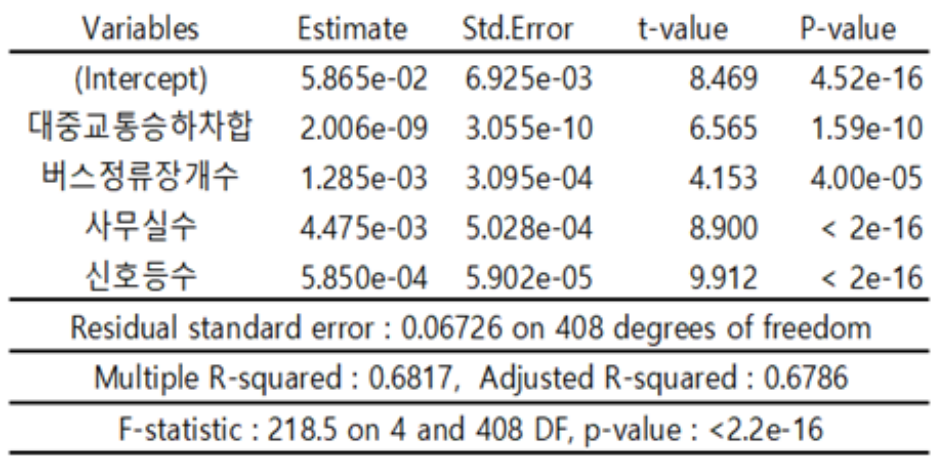 Variables Estimate Std.Error t-value P-value
(Intercept) 5.865e-02 6.925e-03 8.469 4.52e-16
대중교통승하차합 2.006e-09 3.055e-10 6.565 1.59e-10
버스정류장개수 1.285e-03 3.095e-04 4.153 4.00e-05
사무실수 4.475e-03 5.028e-04 8.900 < 2e-16
신호등수 5.850e-04 5.902e-05 9.912 < 2e-16
Residual standard error : 0.06726 on 408 degrees of freedom
Multiple R-squared : 0.6817, Adjusted R-squared : 0.6786
F-statistic : 218.5 on 4 and 408 DF, p-value : <2.2e-16